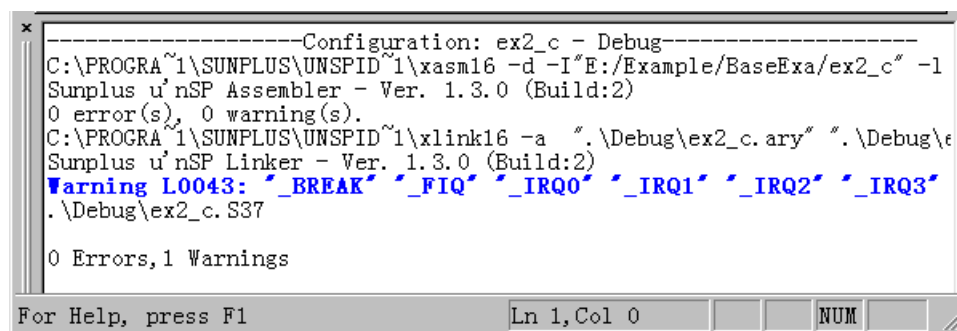 --------------------Configuration: ex2_c - Debug--------------------
C:\PROGRA~1\SUNPLUS\UNSPID~1\xasm16 -d -I"E:/Example/BaseExa/ex2_c" -l
Sunplus u'nSP Assembler - Ver. 1.3.0 (Build:2)
0 error(s), 0 warning(s).
C:\PROGRA~1\SUNPLUS\UNSPID~1\xlink16 -a ".\Debug\ex2_c.ary" ".\Debug\e
Sunplus u'nSP Linker - Ver. 1.3.0 (Build:2)
Warning L0043: "_BREAK" "_FIQ" "_IRQ0" "_IRQ1" "_IRQ2" "_IRQ3"
.\Debug\ex2_c.S37
0 Errors,1 Warnings
For Help, press F1 Ln 1,Col 0 NUM